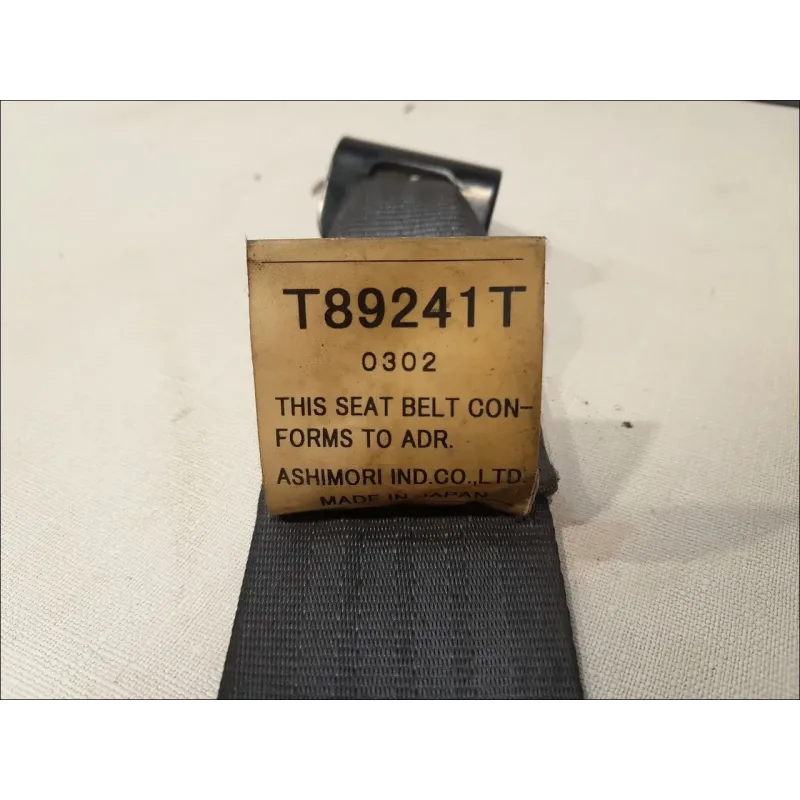 T89241T
0302
THIS SEAT BELT CON-
FORMS TO ADR.
ASHIMORI IND.CO.,LTD.
MADE IN JAPAN